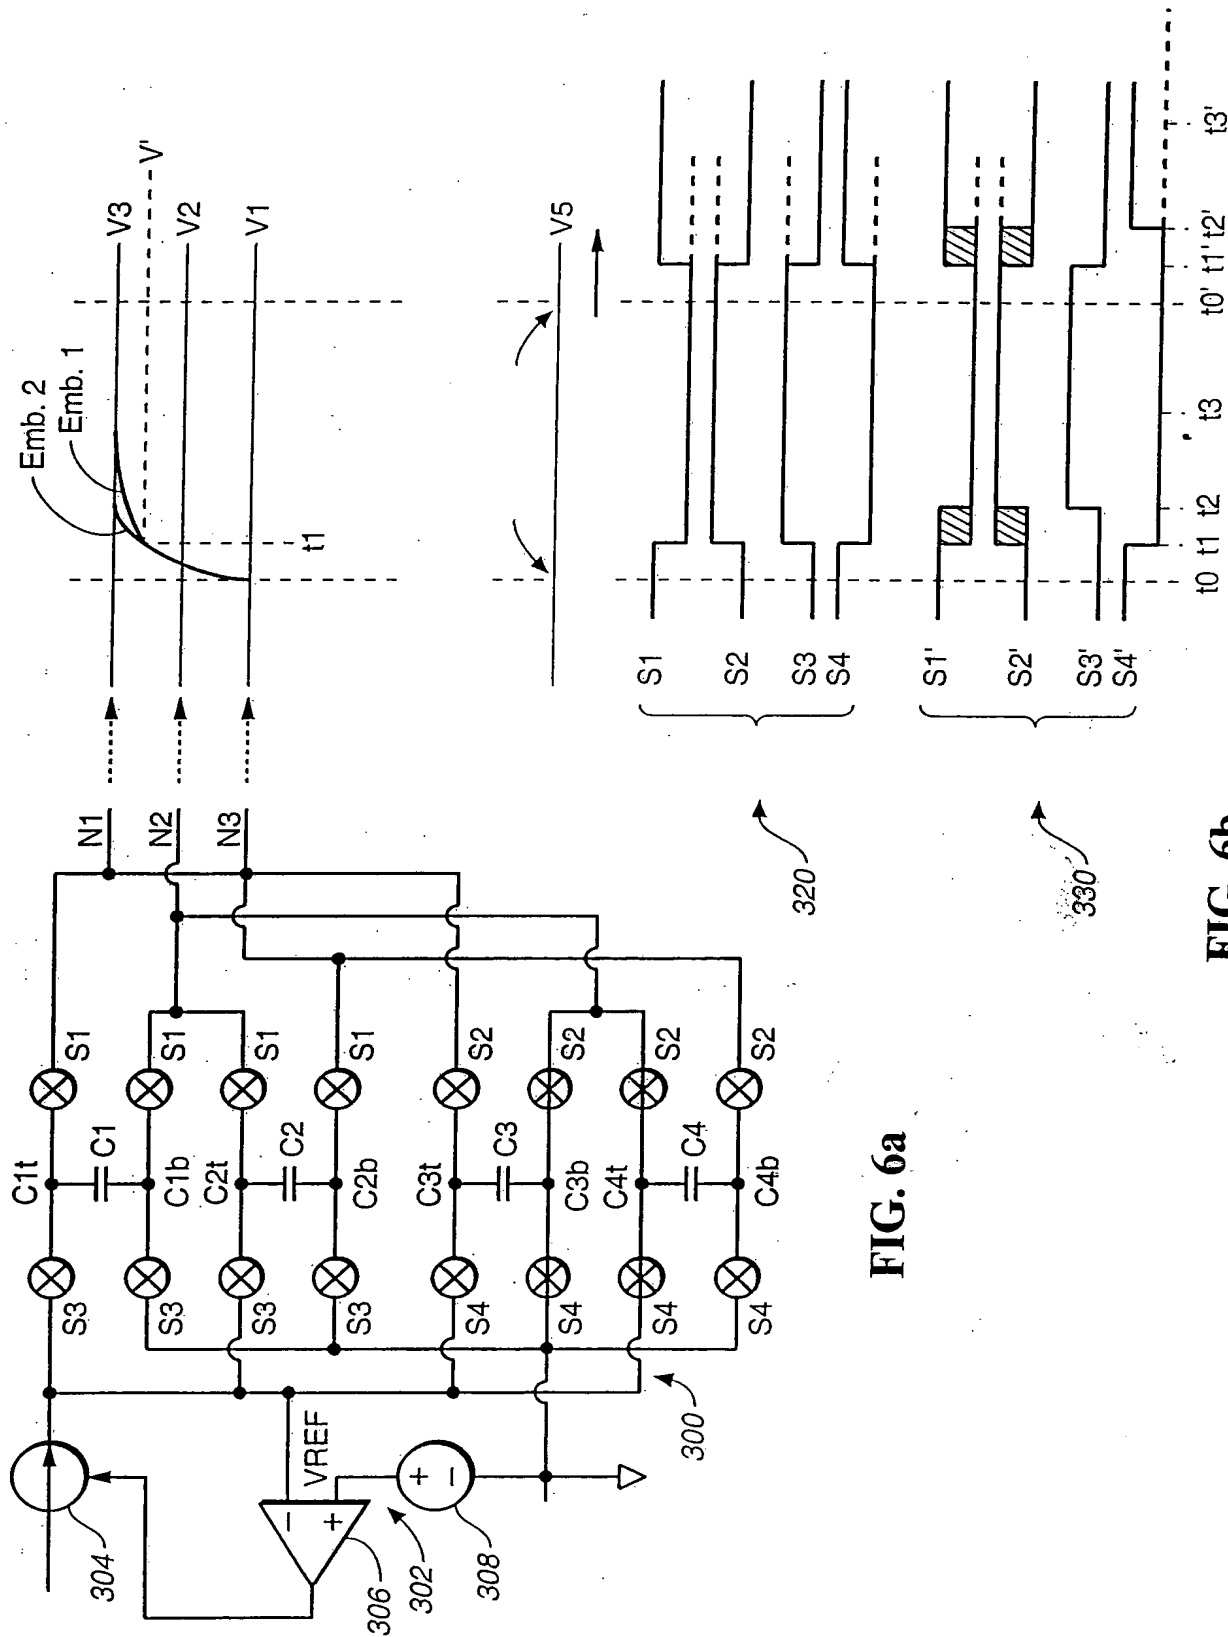 304
306
302
308
VREF
300
S3
S3
S3
S3
S4
S4
S4
S4
C1t
C1
C1b
C2t
C2
C2b
C3t
C3
C3b
C4t
C4
C4b
S1
S1
S1
S1
S2
S2
S2
S2
N1
N2
N3
FIG. 6a
Emb. 2
Emb. 1
V3
V'
V2
V1
t1
V5
S1
S2
S3
S4
320
S1'
S2'
S3'
S4'
330
t0 t1 t2 t3 t0' t1' t2' t3'
FIG. 6b